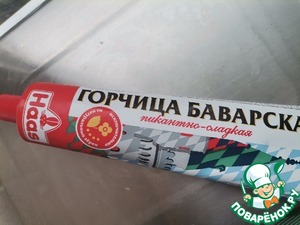 Haas
ГОРЧИЦА БАВАРСКА
пикантно-сладкая
ПОВАРЁНОК.РУ